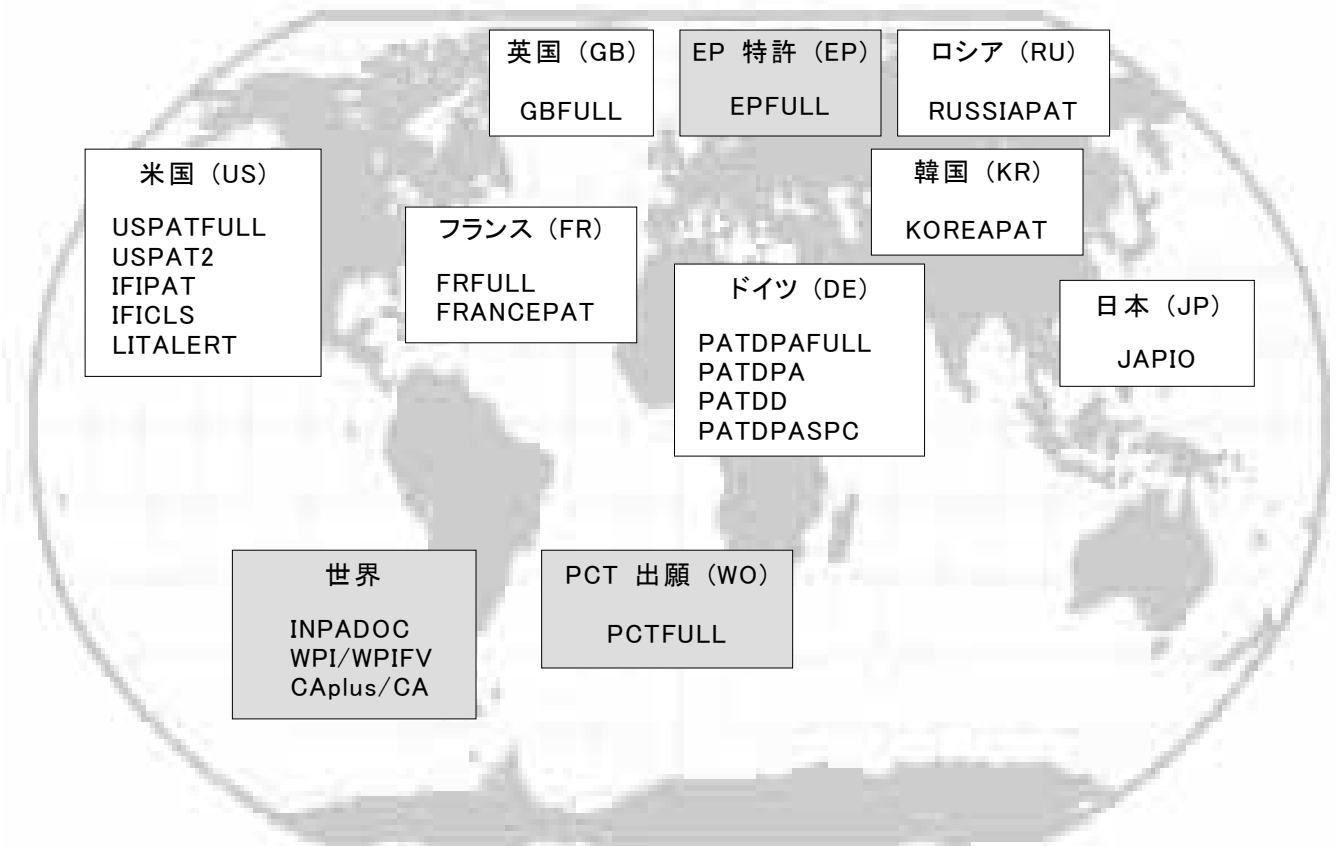 英国（GB）
GBFULL
EP 特許（EP）
EPFULL
ロシア（RU）
RUSSIAPAT
米国（US）
USPATFULL
USPAT2
IFIPAT
IFICLS
LITALERT
韓国（KR）
KOREAPAT
フランス（FR）
FRFULL
FRANCEPAT
ドイツ（DE）
PATDPAFULL
PATDPA
PATDD
PATDPASPC
日本（JP）
JAPIO
世界
INPADOC
WPI/WPIFV
CAplus/CA
PCT 出願（WO）
PCTFULL